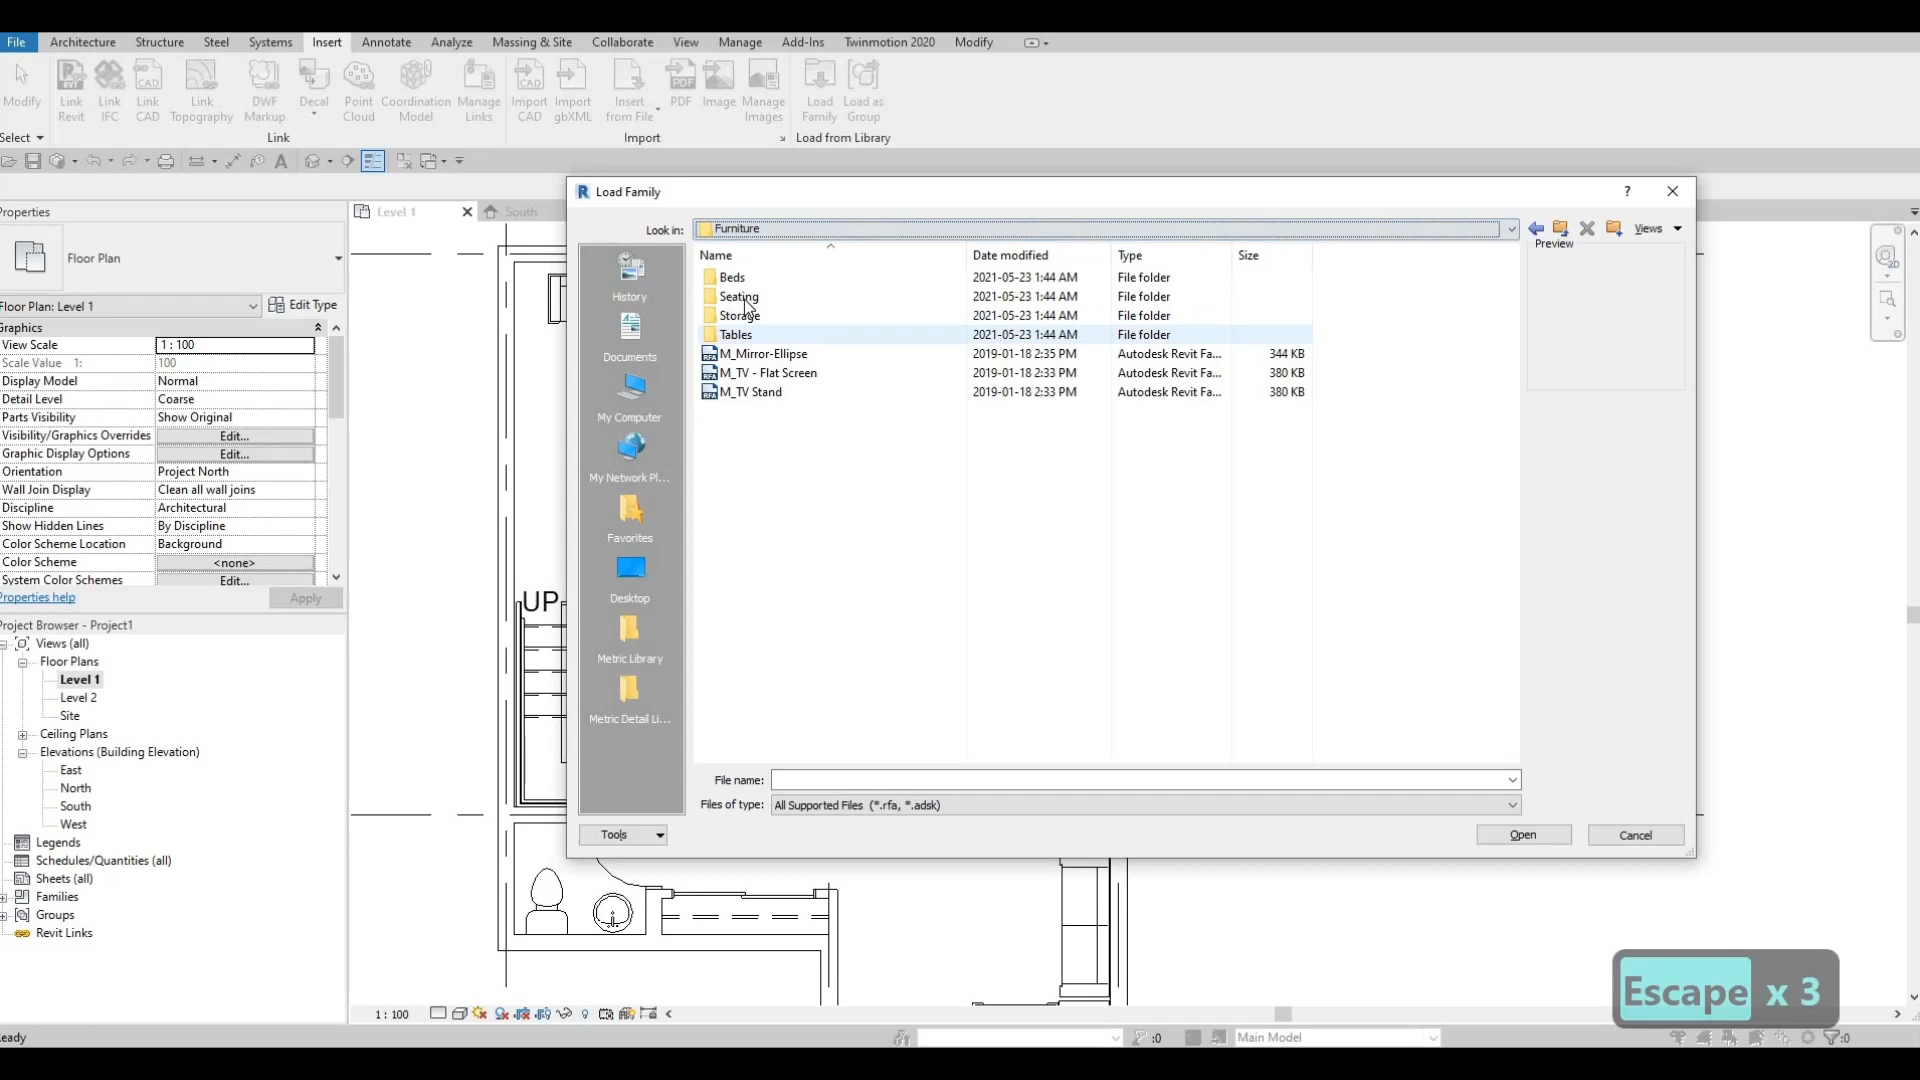 File Architecture Structure Steel Systems Insert Annotate Analyze Massing & Site Collaborate View Manage Add-Ins Twinmotion 2020 Modify
Modify
Link Revit
Link IFC
Link CAD
Link Topography
DWF Markup
Decal
Point Cloud
Coordination Model
Manage Links
Import CAD
Import gbXML
Insert from File
PDF
Image
Manage Images
Load Family
Load as Group
Select
Link
Import
Load from Library
Properties
Level 1
South
Floor Plan
Floor Plan: Level 1
Edit Type
Graphics
View Scale 1 : 100
Scale Value 1: 100
Display Model Normal
Detail Level Coarse
Parts Visibility Show Original
Visibility/Graphics Overrides Edit...
Graphic Display Options Edit...
Orientation Project North
Wall Join Display Clean all wall joins
Discipline Architectural
Show Hidden Lines By Discipline
Color Scheme Location Background
Color Scheme <none>
System Color Schemes Edit...
Properties help
Apply
Project Browser - Project1
Views (all)
Floor Plans
Level 1
Level 2
Site
Ceiling Plans
Elevations (Building Elevation)
East
North
South
West
Legends
Schedules/Quantities (all)
Sheets (all)
Families
Groups
Revit Links
UP
Load Family
?
Look in: Furniture
Views
Preview
Name Date modified Type Size
Beds 2021-05-23 1:44 AM File folder
Seating 2021-05-23 1:44 AM File folder
Storage 2021-05-23 1:44 AM File folder
Tables 2021-05-23 1:44 AM File folder
M_Mirror-Ellipse 2019-01-18 2:35 PM Autodesk Revit Fa... 344 KB
M_TV - Flat Screen 2019-01-18 2:33 PM Autodesk Revit Fa... 380 KB
M_TV Stand 2019-01-18 2:33 PM Autodesk Revit Fa... 380 KB
History
Documents
My Computer
My Network Pl...
Favorites
Desktop
Metric Library
Metric Detail Li...
File name:
Files of type: All Supported Files (*.rfa, *.adsk)
Tools
Open
Cancel
Escape x 3
1 : 100
eady
:0
Main Model
:0